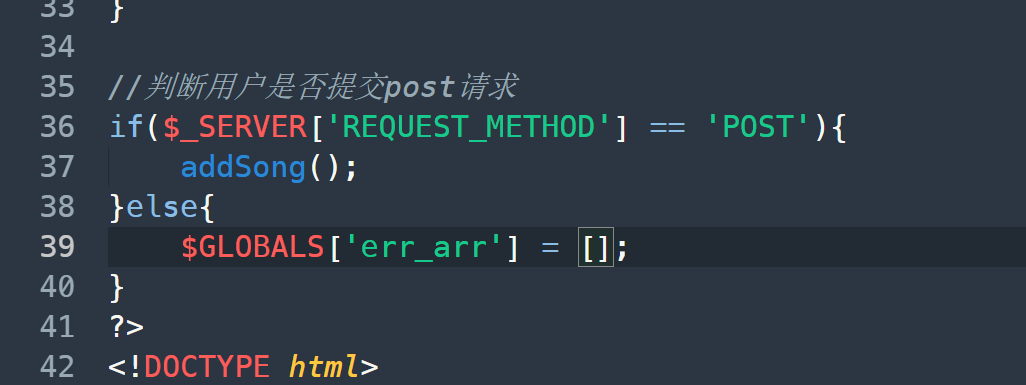 33 }
34
35 //判断用户是否提交post请求
36 if($_SERVER['REQUEST_METHOD'] == 'POST'){
37     addSong();
38 }else{
39     $GLOBALS['err_arr'] = [];
40 }
41 ?>
42 <!DOCTYPE html>